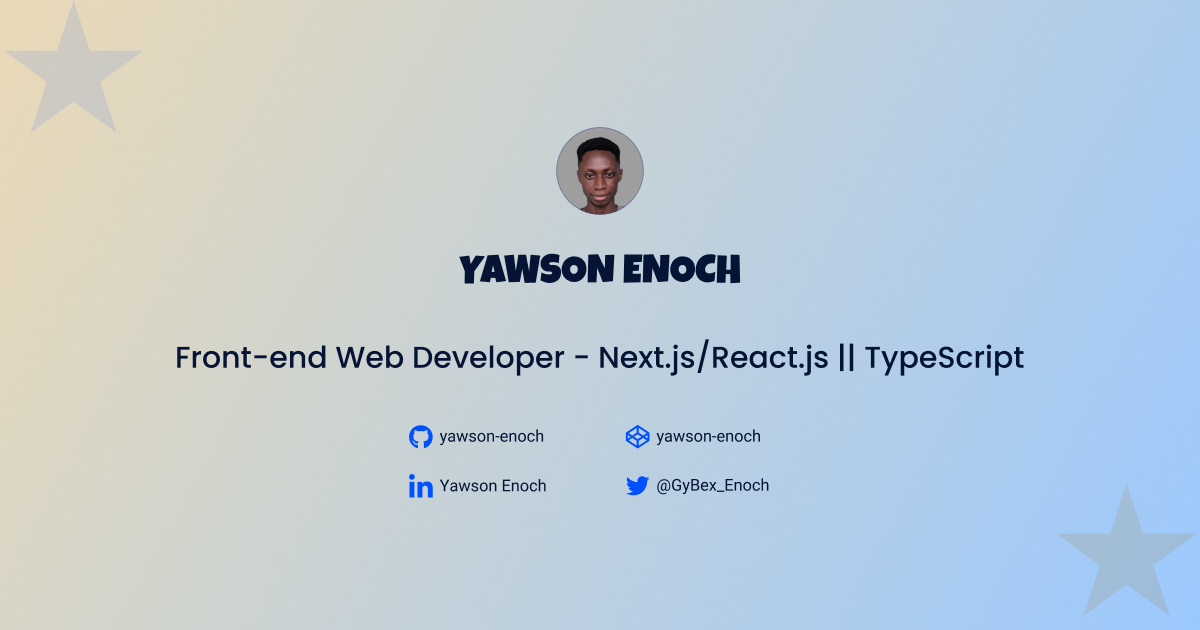 YAWSON ENOCH
Front-end Web Developer - Next.js/React.js || TypeScript
yawson-enoch
yawson-enoch
Yawson Enoch
@GyBex_Enoch